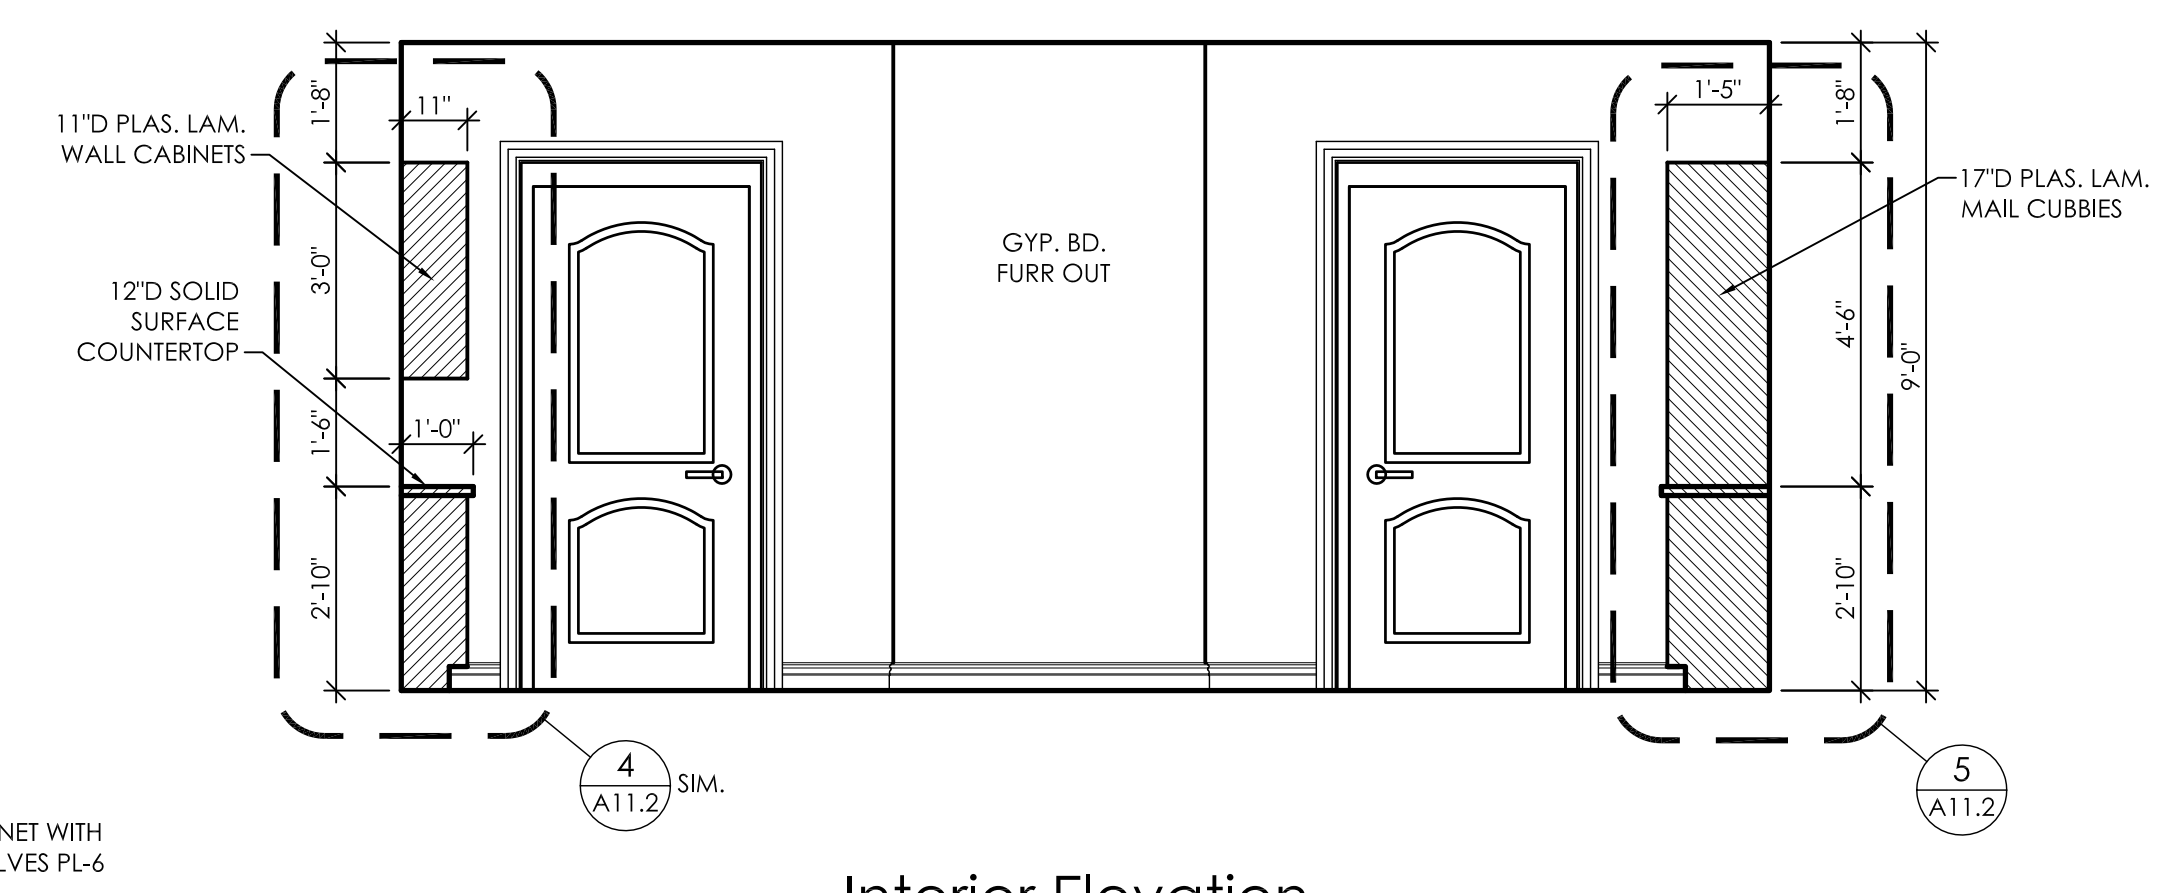 11"D PLAS. LAM.
WALL CABINETS
12"D SOLID
SURFACE
COUNTERTOP
1'-8"
3'-0"
1'-6"
2'-10"
11"
1'-0"
GYP. BD.
FURR OUT
1'-5"
1'-8"
4'-6"
2'-10"
9'-0"
17"D PLAS. LAM.
MAIL CUBBIES
4
A11.2
SIM.
5
A11.2
NET WITH
LVES PL-6
Interior Elevation